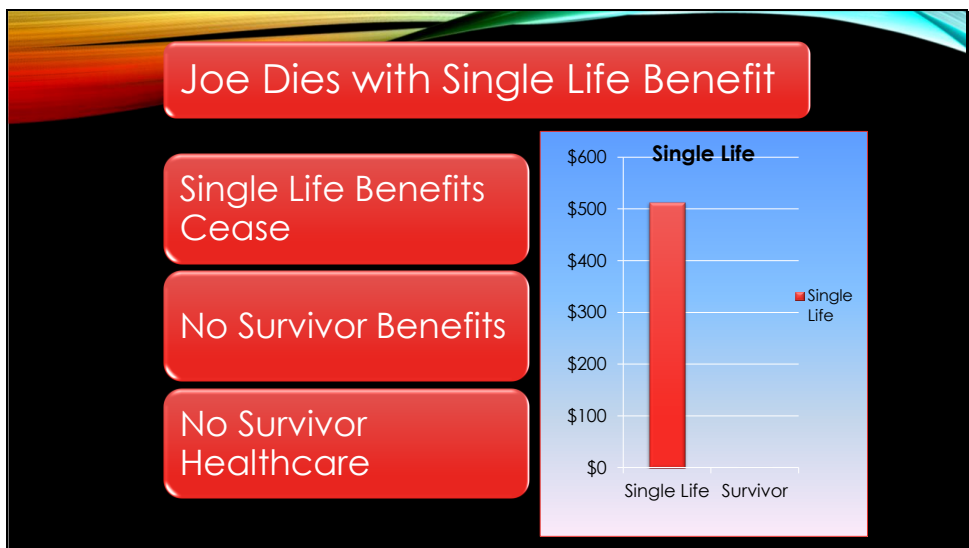 Joe Dies with Single Life Benefit
Single Life Benefits
Cease
No Survivor Benefits
No Survivor
Healthcare
Single Life
$600
$500
$400
$300
$200
$100
$0
Single Life
Survivor
Single
Life